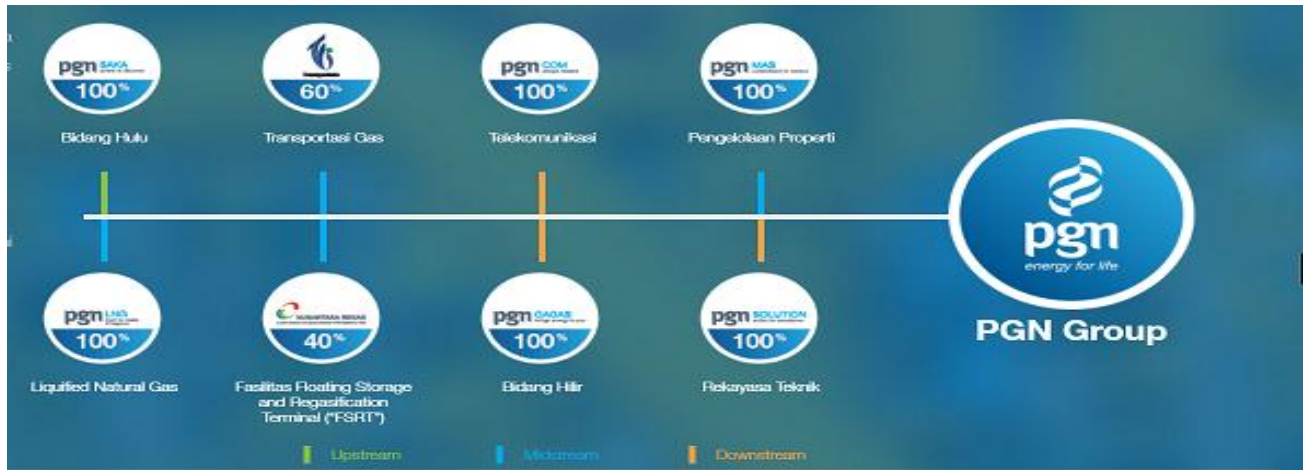 pgn SAKA
100%
Bidang Hulu
60%
Transportasi Gas
pgn COM
100%
Telekomunikasi
pgn MAS
100%
Pengelolaan Properti
pgn
energy for life
PGN Group
pgn LNG
100%
Liquified Natural Gas
NUSANTARA REGAS
40%
Fasilitas Floating Storage
and Regasification
Terminal ("FSRT")
pgn GAGAS
100%
Bidang Hilir
pgn SOLUTION
100%
Rekayasa Teknik
Upstream
Midstream
Downstream